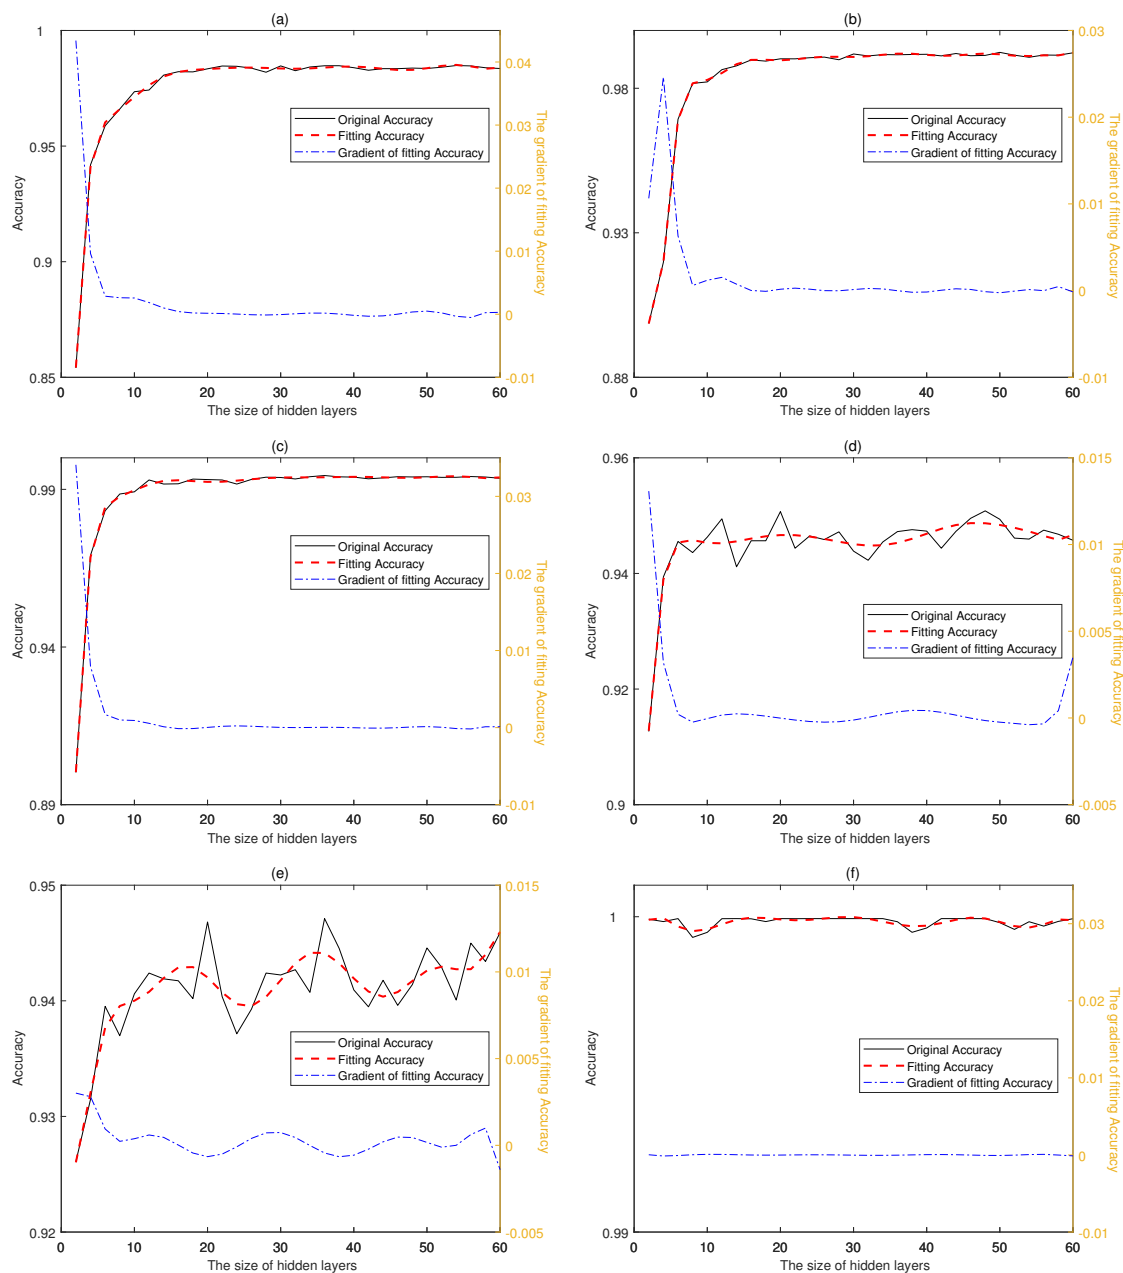 (a)
1
0.95
0.9
0.85
Accuracy
0 10 20 30 40 50 60
The size of hidden layers
0.04
0.03
0.02
0.01
0
-0.01
The gradient of fitting Accuracy
Original Accuracy
Fitting Accuracy
Gradient of fitting Accuracy
(b)
0.98
0.93
0.88
Accuracy
0 10 20 30 40 50 60
The size of hidden layers
0.03
0.02
0.01
0
-0.01
The gradient of fitting Accuracy
Original Accuracy
Fitting Accuracy
Gradient of fitting Accuracy
(c)
0.99
0.94
0.89
Accuracy
0 10 20 30 40 50 60
The size of hidden layers
0.03
0.02
0.01
0
-0.01
The gradient of fitting Accuracy
Original Accuracy
Fitting Accuracy
Gradient of fitting Accuracy
(d)
0.96
0.94
0.92
0.9
Accuracy
0 10 20 30 40 50 60
The size of hidden layers
0.015
0.01
0.005
0
-0.005
The gradient of fitting Accuracy
Original Accuracy
Fitting Accuracy
Gradient of fitting Accuracy
(e)
0.95
0.94
0.93
0.92
Accuracy
0 10 20 30 40 50 60
The size of hidden layers
0.015
0.01
0.005
0
-0.005
The gradient of fitting Accuracy
Original Accuracy
Fitting Accuracy
Gradient of fitting Accuracy
(f)
1
0.99
Accuracy
0 10 20 30 40 50 60
The size of hidden layers
0.03
0.02
0.01
0
-0.01
The gradient of fitting Accuracy
Original Accuracy
Fitting Accuracy
Gradient of fitting Accuracy